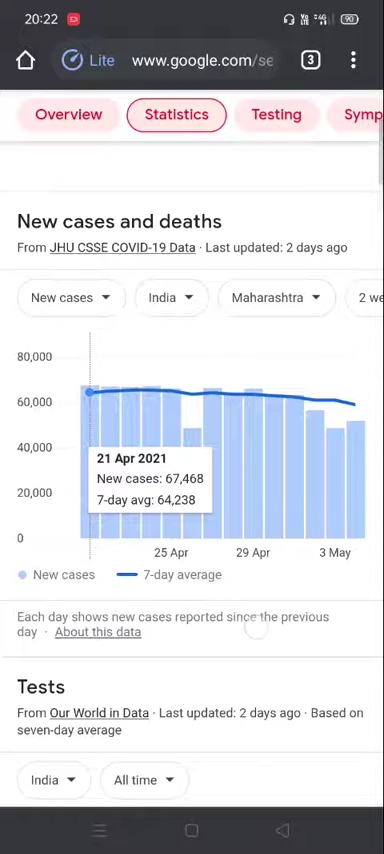 20:22
90
Lite www.google.com/se
3
Overview Statistics Testing Symp
New cases and deaths
From JHU CSSE COVID-19 Data · Last updated: 2 days ago
New cases India Maharashtra 2 we
80,000
60,000
40,000
20,000
0
21 Apr 2021
New cases: 67,468
7-day avg: 64,238
25 Apr 29 Apr 3 May
New cases 7-day average
Each day shows new cases reported since the previous
day · About this data
Tests
From Our World in Data · Last updated: 2 days ago · Based on
seven-day average
India All time